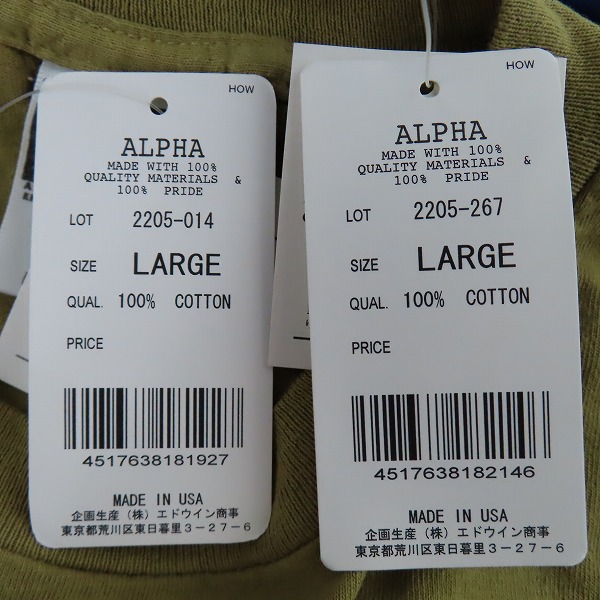 HOW
ALPHA
MADE WITH 100%
QUALITY MATERIALS &
100% PRIDE
LOT 2205-014
SIZE LARGE
QUAL. 100% COTTON
PRICE
4517638181927
MADE IN USA
企画生産（株）エドウイン商事
東京都荒川区東日暮里３－２７－６
HOW
ALPHA
MADE WITH 100%
QUALITY MATERIALS &
100% PRIDE
LOT 2205-267
SIZE LARGE
QUAL. 100% COTTON
PRICE
4517638182146
MADE IN USA
企画生産（株）エドウイン商事
東京都荒川区東日暮里３－２７－６